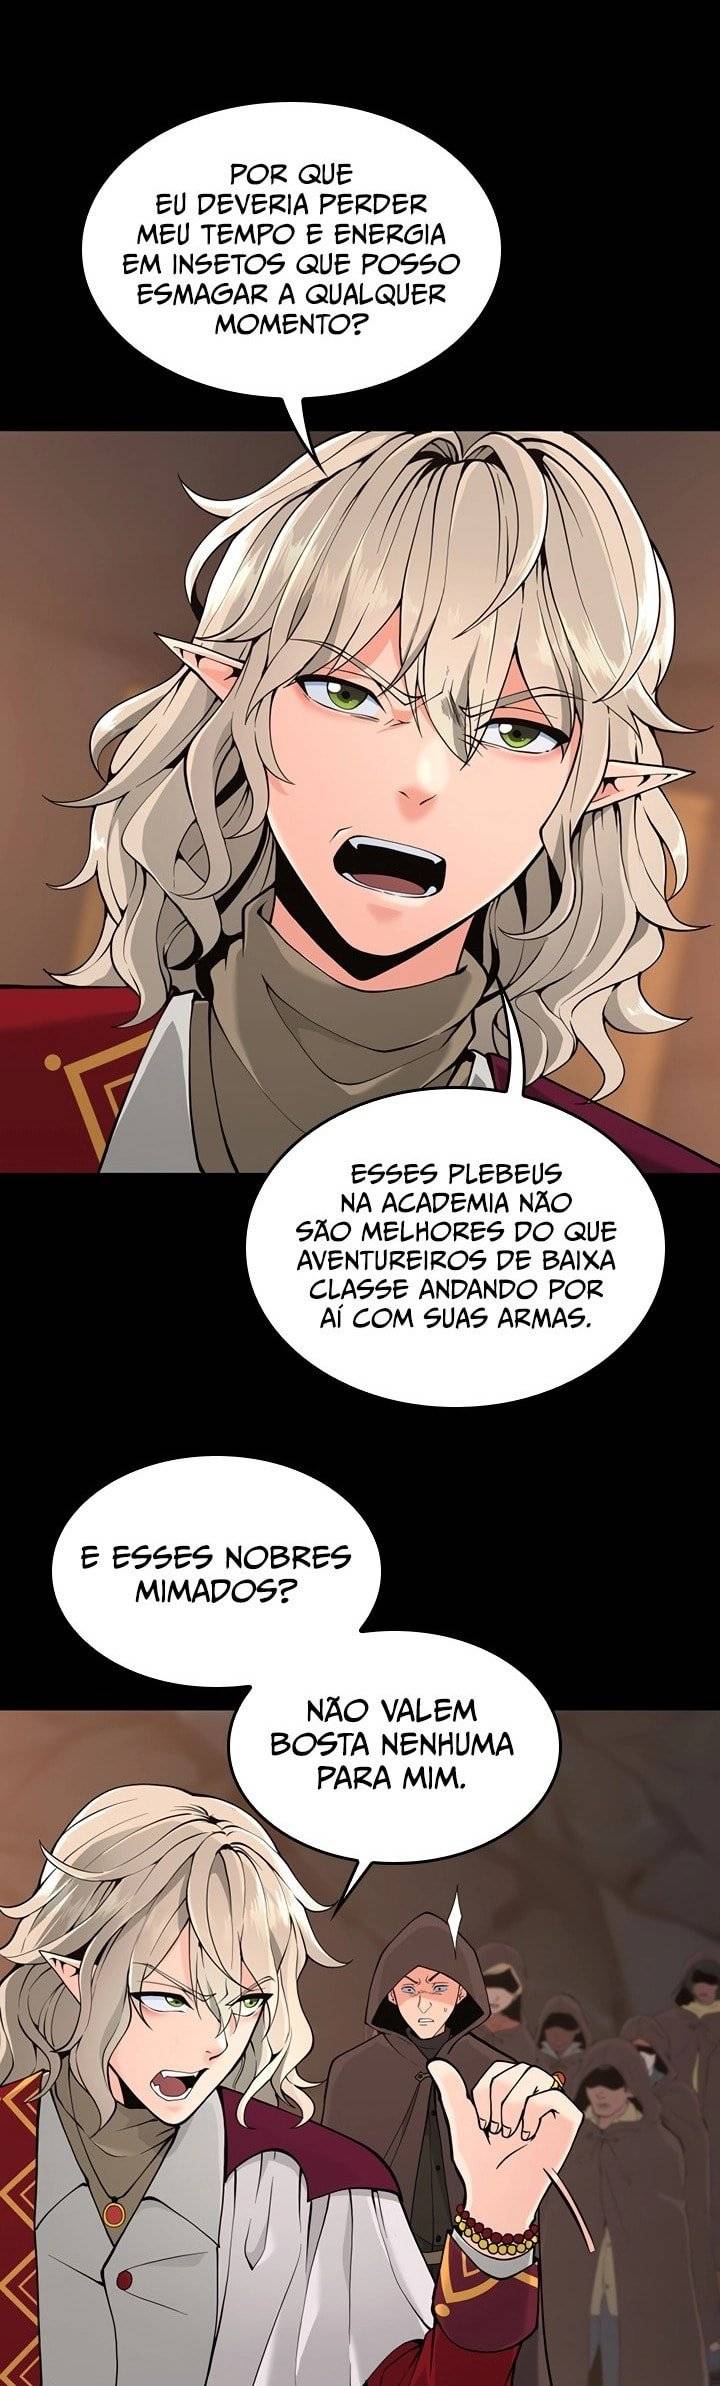 POR QUE
EU DEVERIA PERDER
MEU TEMPO E ENERGIA
EM INSETOS QUE POSSO
ESMAGAR A QUALQUER
MOMENTO?
ESSES PLEBEUS
NA ACADEMIA NÃO
SÃO MELHORES DO QUE
AVENTUREIROS DE BAIXA
CLASSE ANDANDO POR
AÍ COM SUAS ARMAS.
E ESSES NOBRES
MIMADOS?
NÃO VALEM
BOSTA NENHUMA
PARA MIM.